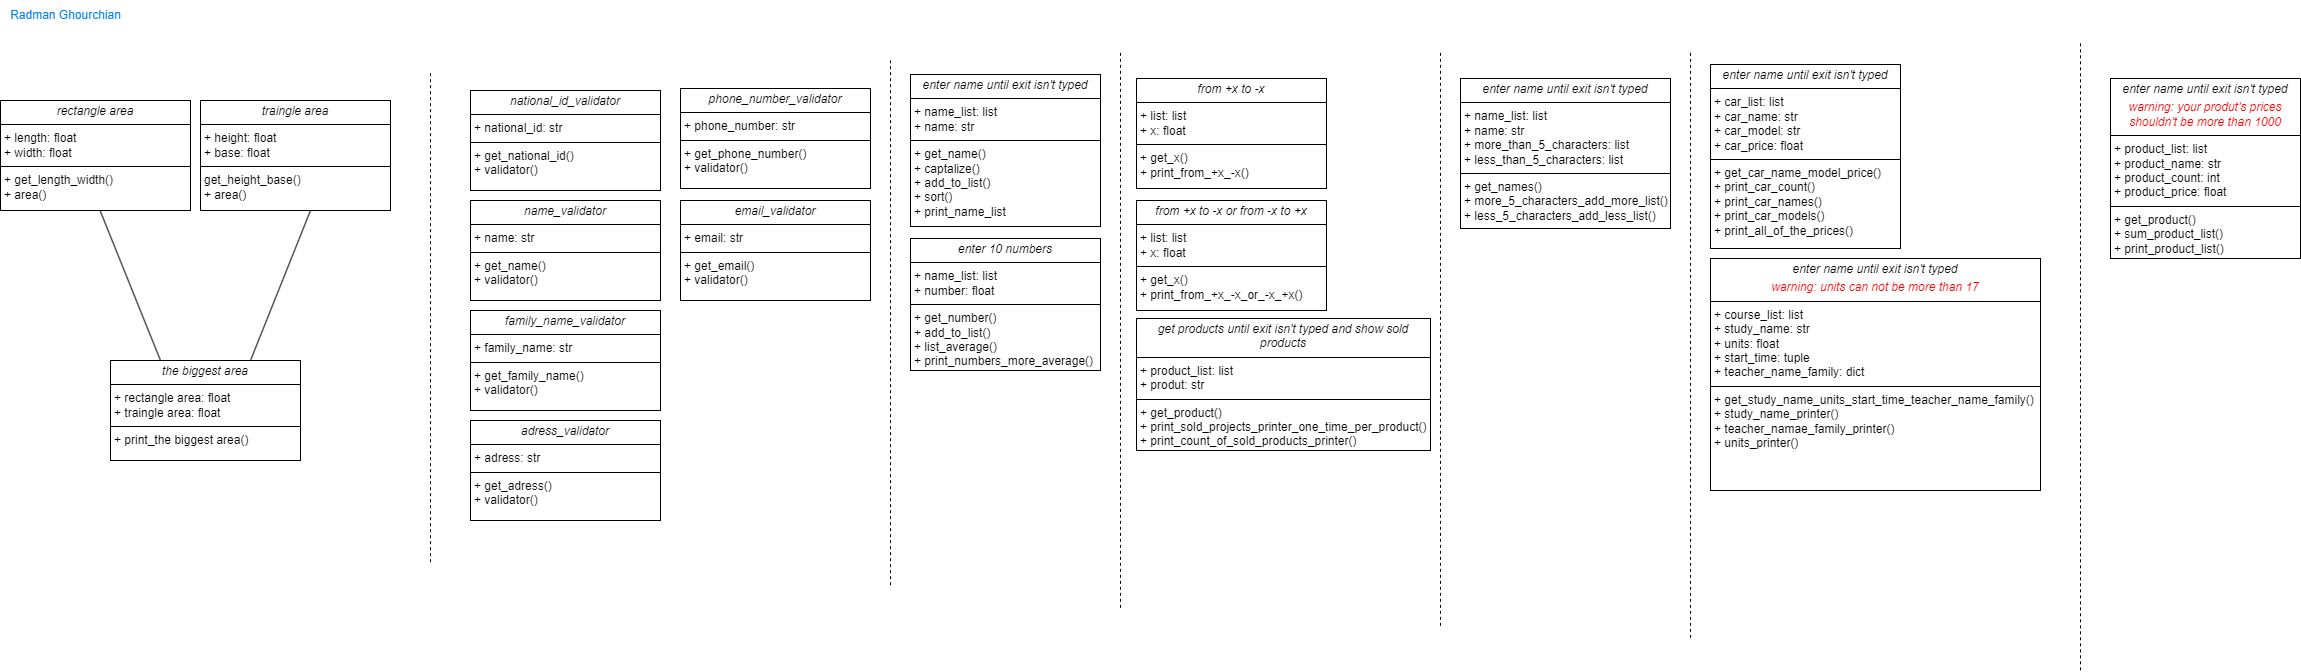 Radman Ghourchian
rectangle area
+ length: float
+ width: float
+ get_length_width()
+ area()
traingle area
+ height: float
+ base: float
get_height_base()
+ area()
the biggest area
+ rectangle area: float
+ traingle area: float
+ print_the biggest area()
national_id_validator
+ national_id: str
+ get_national_id()
+ validator()
phone_number_validator
+ phone_number: str
+ get_phone_number()
+ validator()
name_validator
+ name: str
+ get_name()
+ validator()
email_validator
+ email: str
+ get_email()
+ validator()
family_name_validator
+ family_name: str
+ get_family_name()
+ validator()
adress_validator
+ adress: str
+ get_adress()
+ validator()
enter name until exit isn't typed
+ name_list: list
+ name: str
+ get_name()
+ captalize()
+ add_to_list()
+ sort()
+ print_name_list
enter 10 numbers
+ name_list: list
+ number: float
+ get_number()
+ add_to_list()
+ list_average()
+ print_numbers_more_average()
from +x to -x
+ list: list
+ x: float
+ get_x()
+ print_from_+x_-x()
from +x to -x or from -x to +x
+ list: list
+ x: float
+ get_x()
+ print_from_+x_-x_or_-x_+x()
get products until exit isn't typed and show sold
products
+ product_list: list
+ produt: str
+ get_product()
+ print_sold_projects_printer_one_time_per_product()
+ print_count_of_sold_products_printer()
enter name until exit isn't typed
+ name_list: list
+ name: str
+ more_than_5_characters: list
+ less_than_5_characters: list
+ get_names()
+ more_5_characters_add_more_list()
+ less_5_characters_add_less_list()
enter name until exit isn't typed
+ car_list: list
+ car_name: str
+ car_model: str
+ car_price: float
+ get_car_name_model_price()
+ print_car_count()
+ print_car_names()
+ print_car_models()
+ print_all_of_the_prices()
enter name until exit isn't typed
warning: units can not be more than 17
+ course_list: list
+ study_name: str
+ units: float
+ start_time: tuple
+ teacher_name_family: dict
+ get_study_name_units_start_time_teacher_name_family()
+ study_name_printer()
+ teacher_namae_family_printer()
+ units_printer()
enter name until exit isn't typed
warning: your produt's prices
shouldn't be more than 1000
+ product_list: list
+ product_name: str
+ product_count: int
+ product_price: float
+ get_product()
+ sum_product_list()
+ print_product_list()